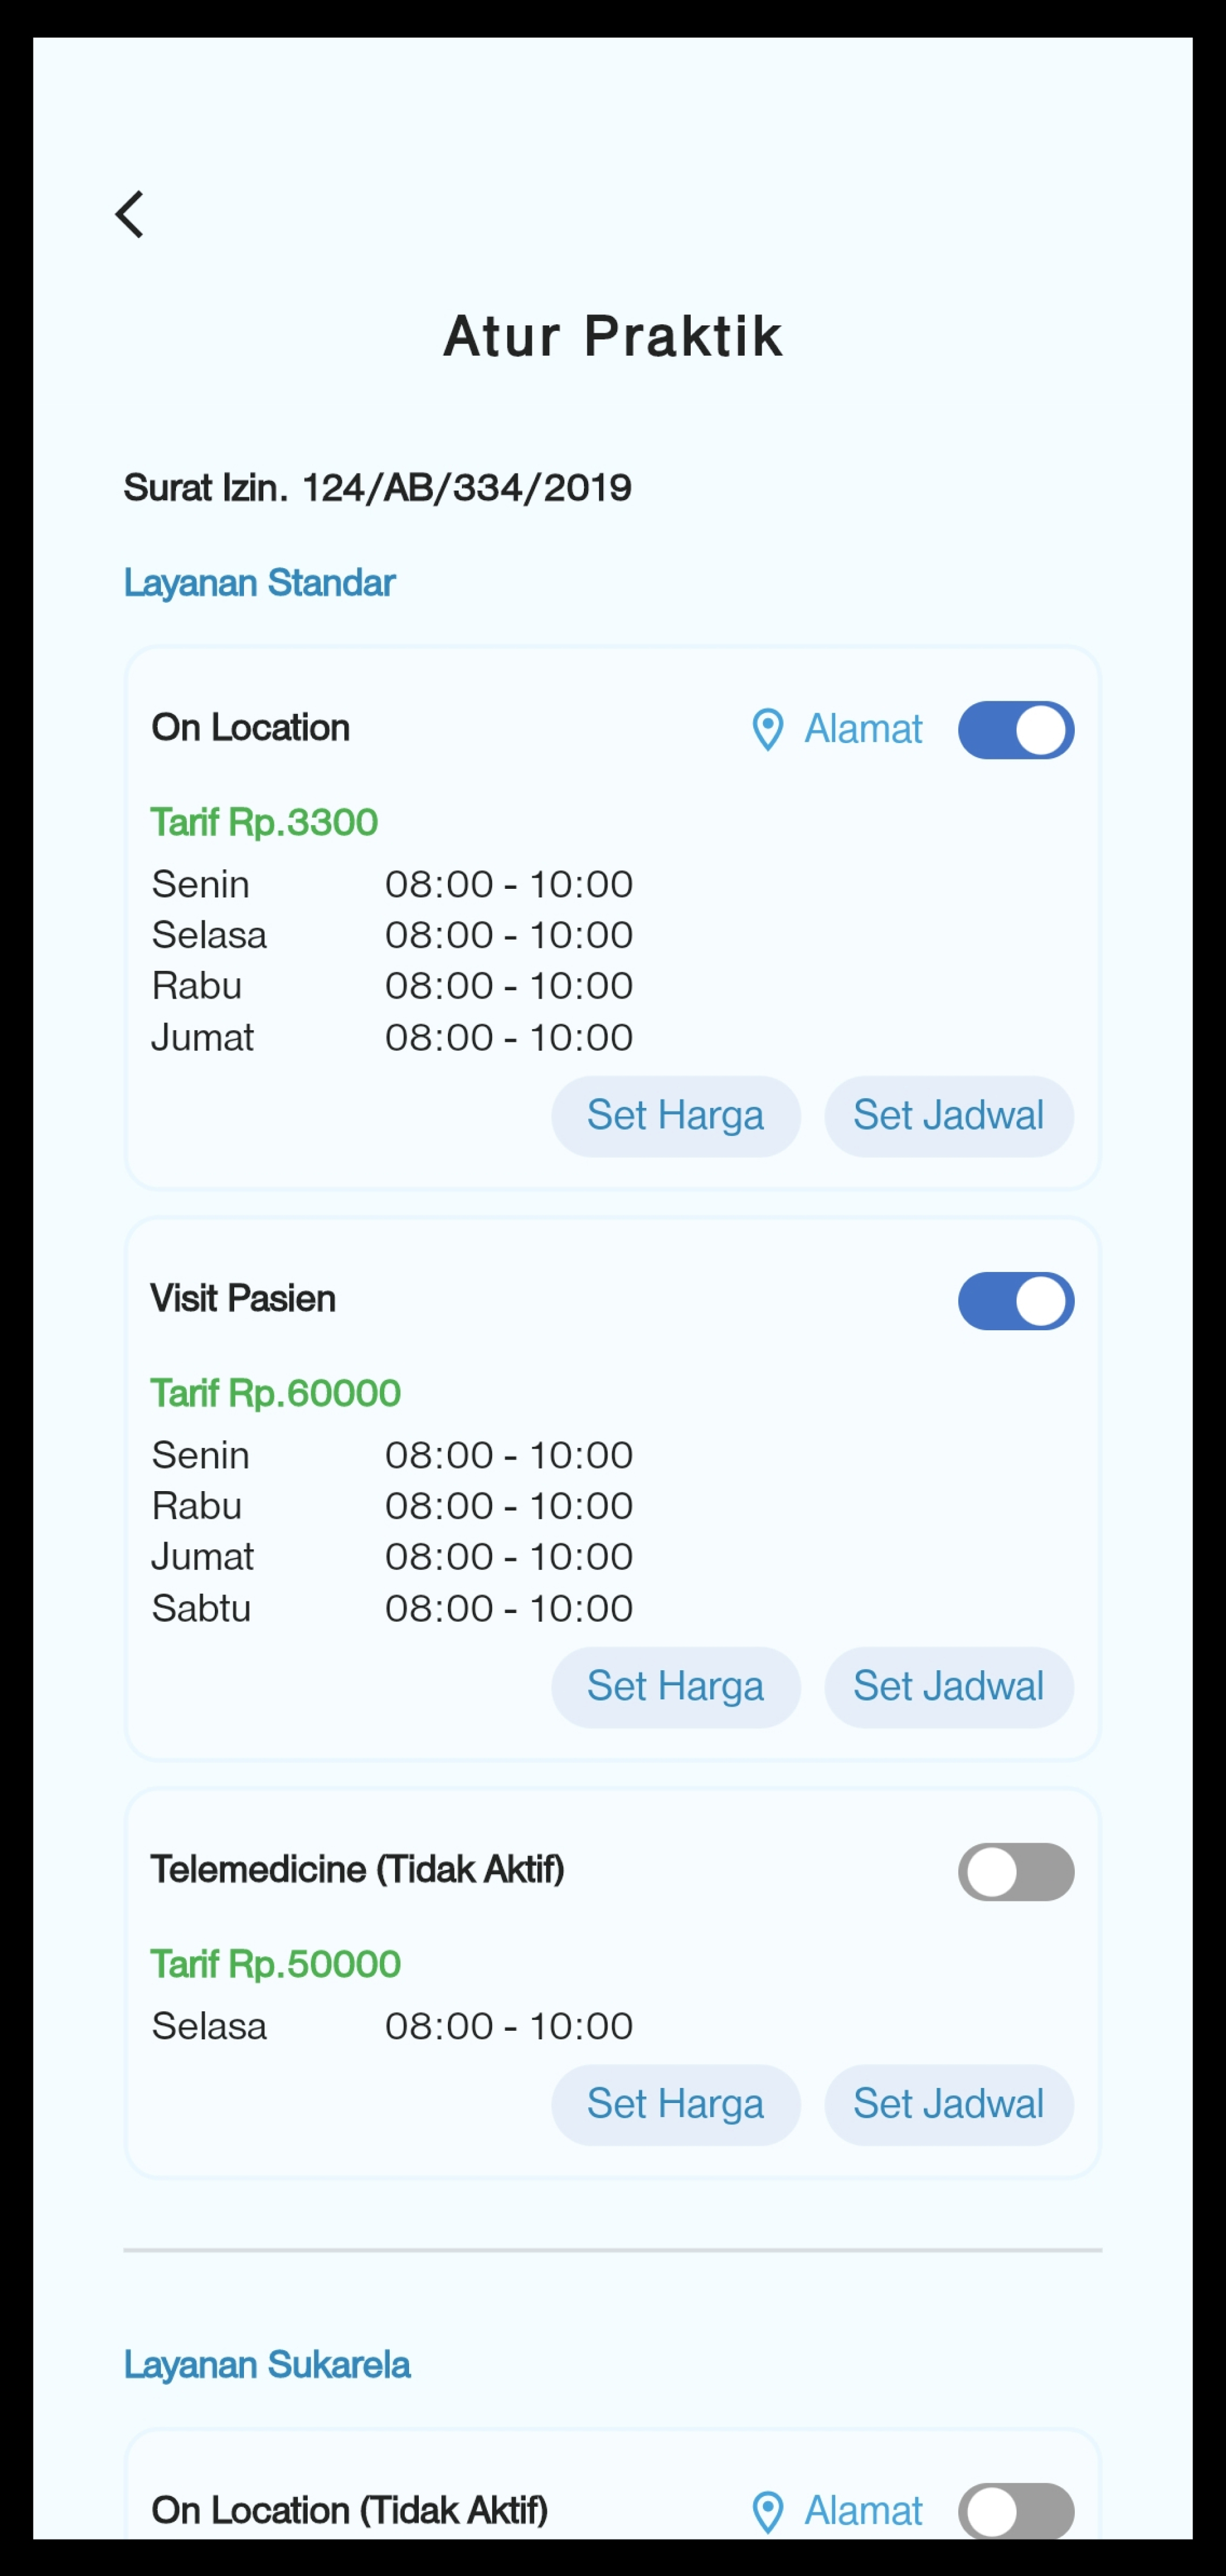 Atur Praktik
Surat Izin. 124/AB/334/2019
Layanan Standar
On Location Alamat
Tarif Rp.3300
Senin 08:00 - 10:00
Selasa 08:00 - 10:00
Rabu 08:00 - 10:00
Jumat 08:00 - 10:00
Set Harga Set Jadwal
Visit Pasien
Tarif Rp.60000
Senin 08:00 - 10:00
Rabu 08:00 - 10:00
Jumat 08:00 - 10:00
Sabtu 08:00 - 10:00
Set Harga Set Jadwal
Telemedicine (Tidak Aktif)
Tarif Rp.50000
Selasa 08:00 - 10:00
Set Harga Set Jadwal
Layanan Sukarela
On Location (Tidak Aktif) Alamat